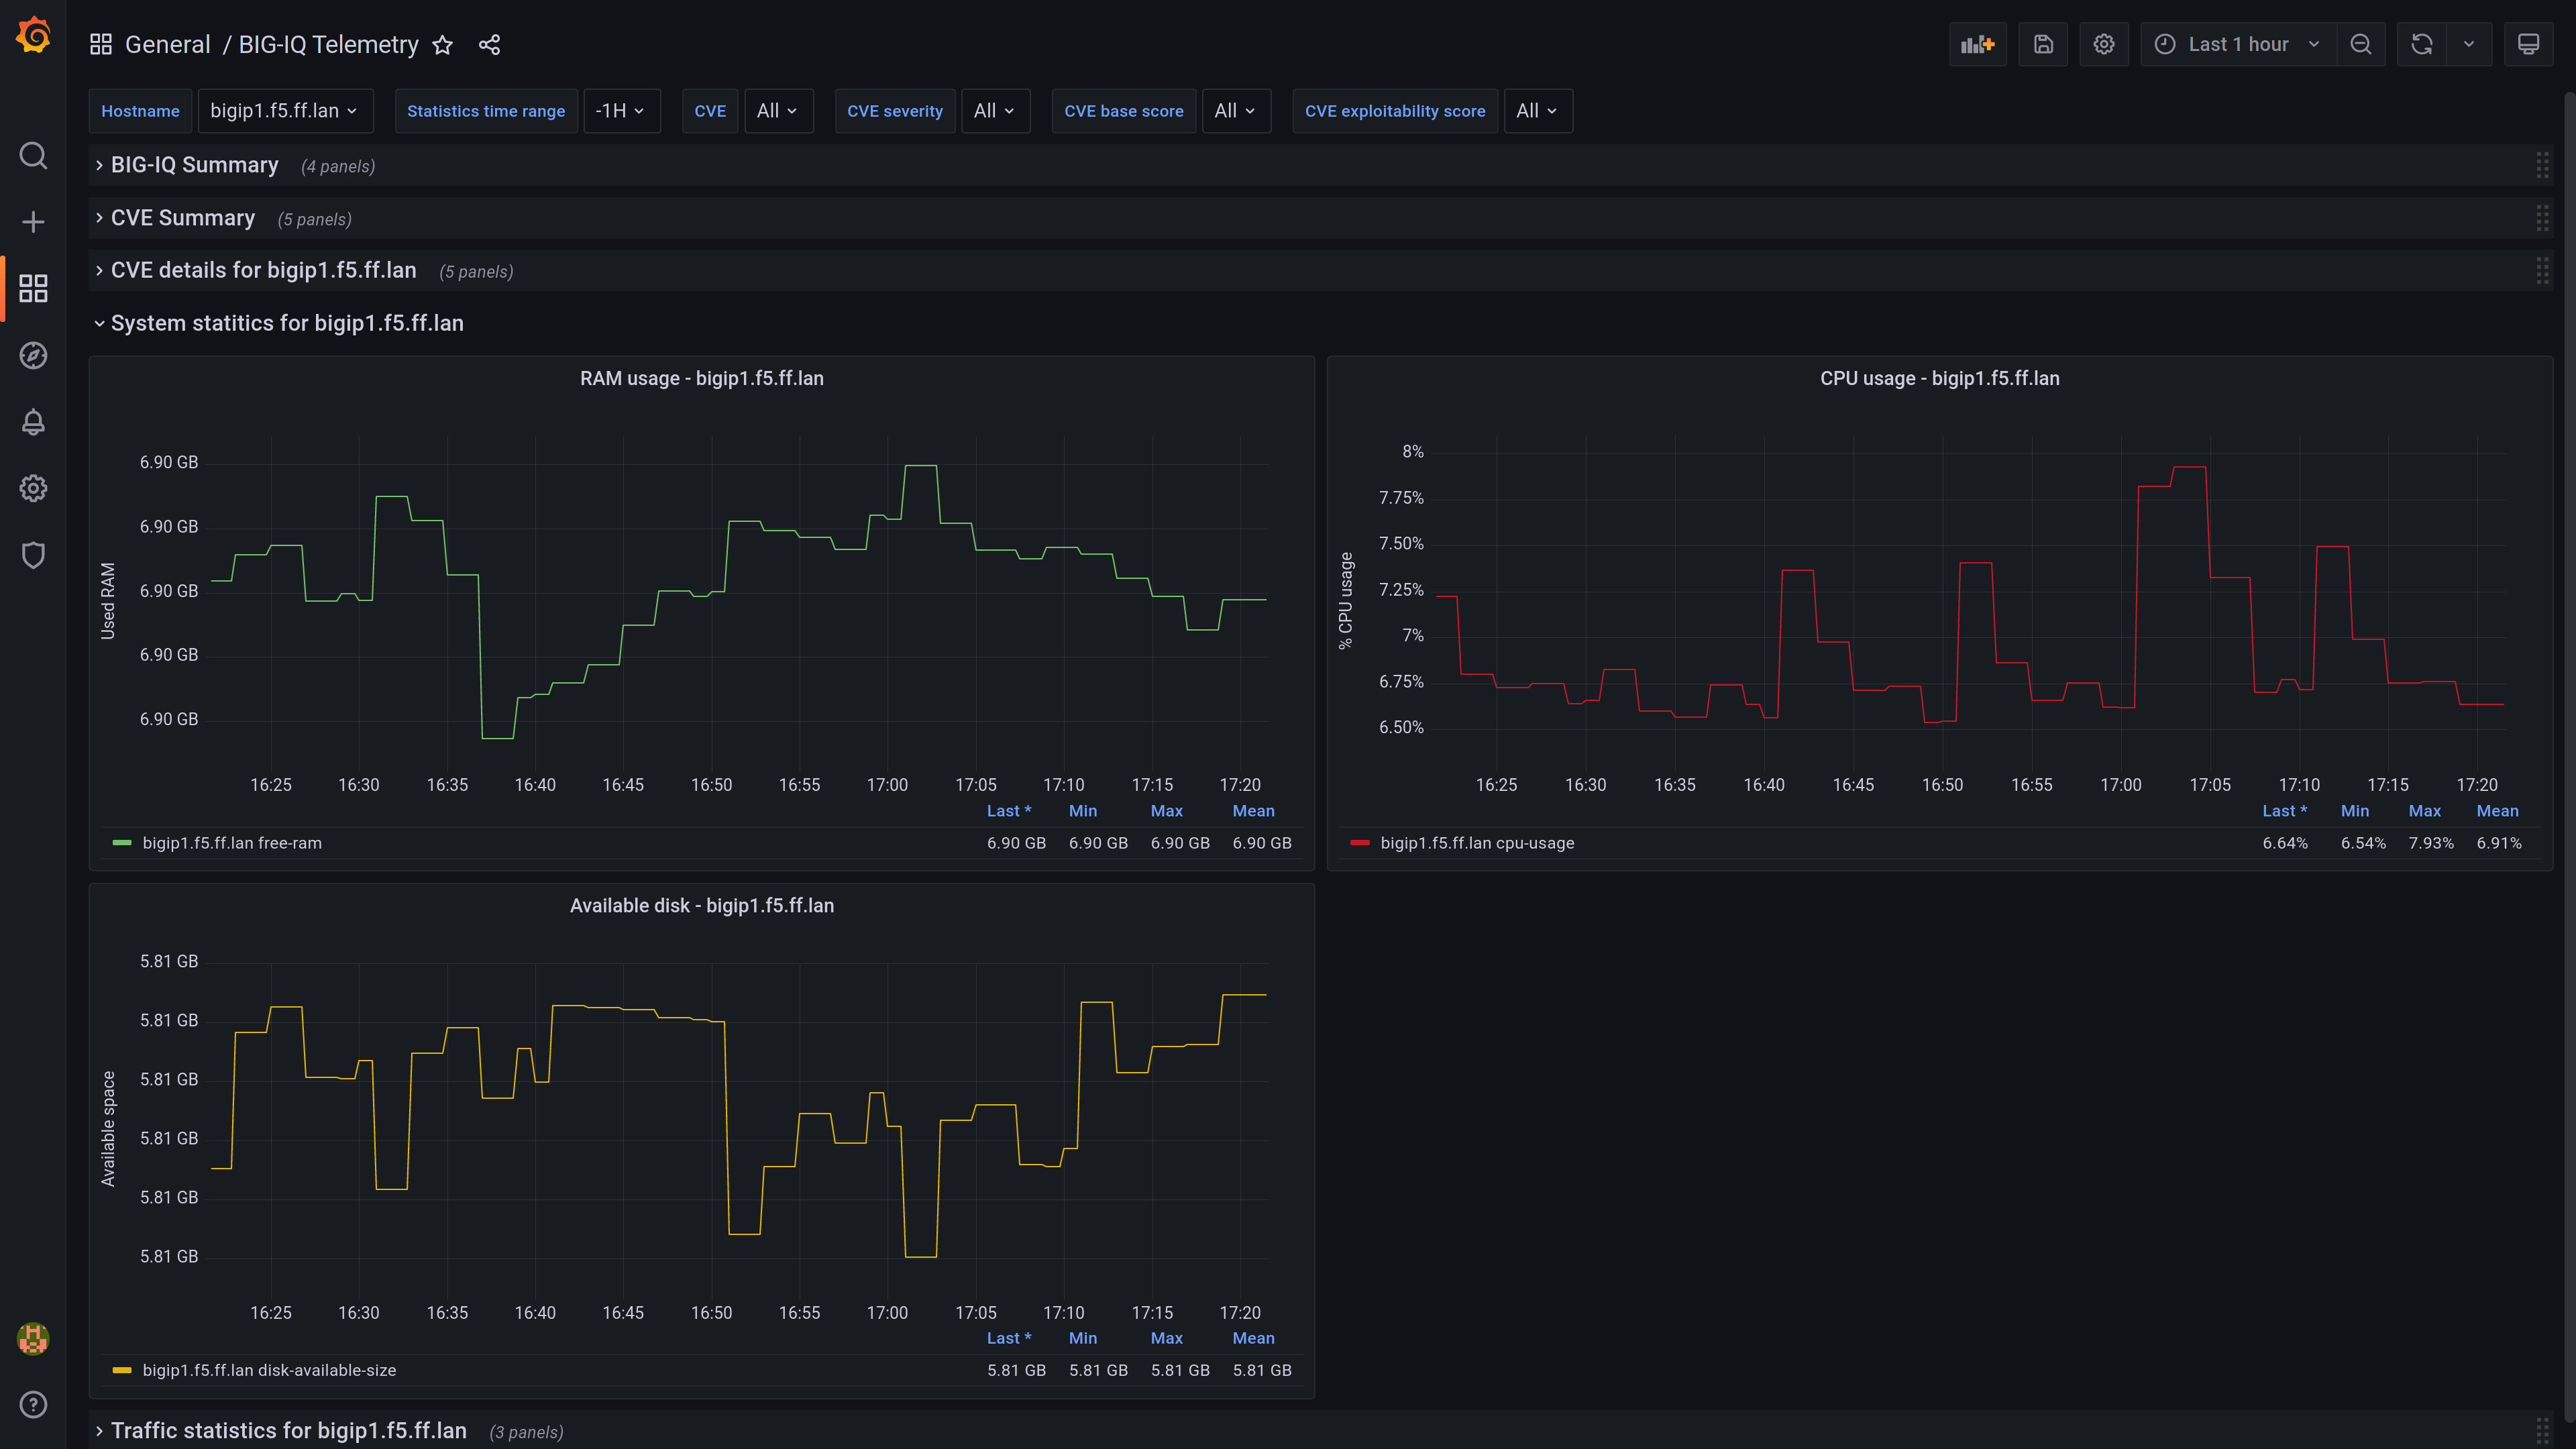 General / BIG-IQ Telemetry
Last 1 hour
Hostname bigip1.f5.ff.lan Statistics time range -1H CVE All CVE severity All CVE base score All CVE exploitability score All
BIG-IQ Summary (4 panels)
CVE Summary (5 panels)
CVE details for bigip1.f5.ff.lan (5 panels)
System statitics for bigip1.f5.ff.lan
RAM usage - bigip1.f5.ff.lan
Used RAM
6.90 GB
6.90 GB
6.90 GB
6.90 GB
6.90 GB
16:25 16:30 16:35 16:40 16:45 16:50 16:55 17:00 17:05 17:10 17:15 17:20
Last * Min Max Mean
bigip1.f5.ff.lan free-ram 6.90 GB 6.90 GB 6.90 GB 6.90 GB
CPU usage - bigip1.f5.ff.lan
% CPU usage
8%
7.75%
7.50%
7.25%
7%
6.75%
6.50%
16:25 16:30 16:35 16:40 16:45 16:50 16:55 17:00 17:05 17:10 17:15 17:20
Last * Min Max Mean
bigip1.f5.ff.lan cpu-usage 6.64% 6.54% 7.93% 6.91%
Available disk - bigip1.f5.ff.lan
Available space
5.81 GB
5.81 GB
5.81 GB
5.81 GB
5.81 GB
5.81 GB
16:25 16:30 16:35 16:40 16:45 16:50 16:55 17:00 17:05 17:10 17:15 17:20
Last * Min Max Mean
bigip1.f5.ff.lan disk-available-size 5.81 GB 5.81 GB 5.81 GB 5.81 GB
Traffic statistics for bigip1.f5.ff.lan (3 panels)